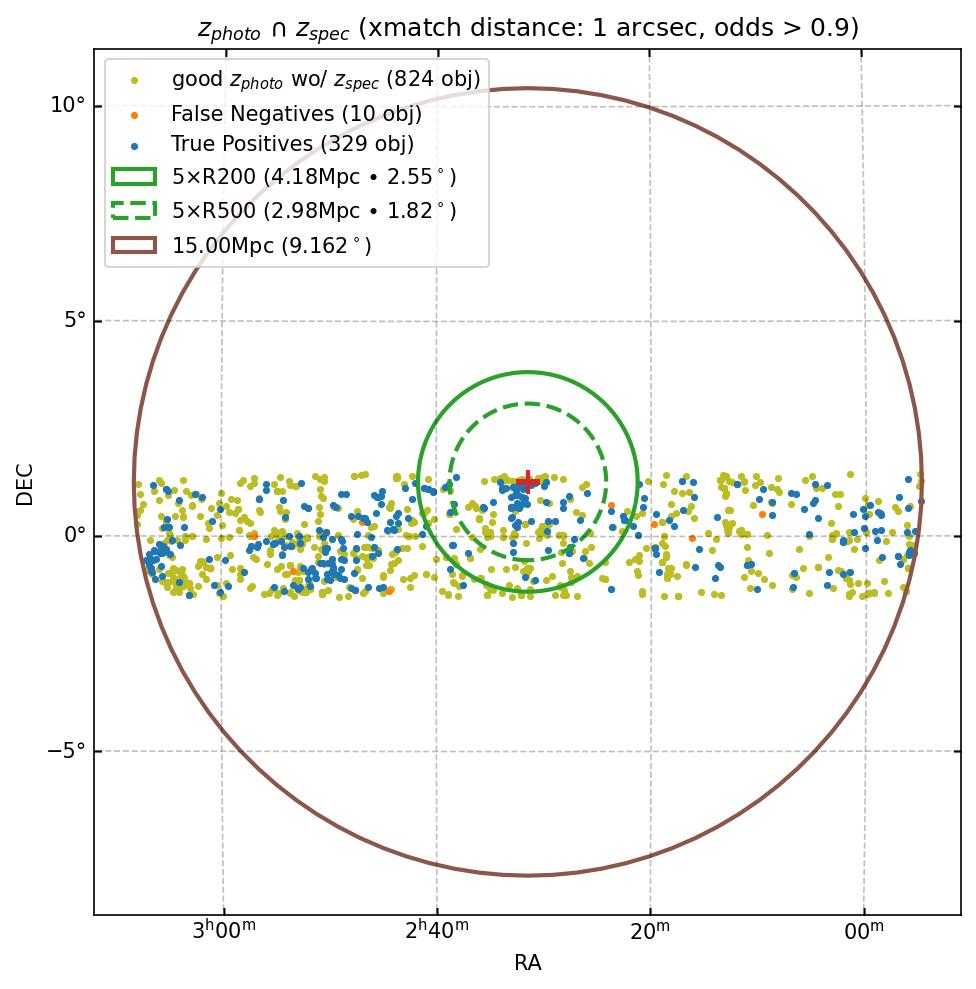 z_photo ∩ z_spec (xmatch distance: 1 arcsec, odds > 0.9)
good z_photo wo/ z_spec (824 obj)
False Negatives (10 obj)
True Positives (329 obj)
5×R200 (4.18Mpc • 2.55°)
5×R500 (2.98Mpc • 1.82°)
15.00Mpc (9.162°)
10°
5°
0°
−5°
DEC
3ʰ00ᵐ 2ʰ40ᵐ 20ᵐ 00ᵐ
RA